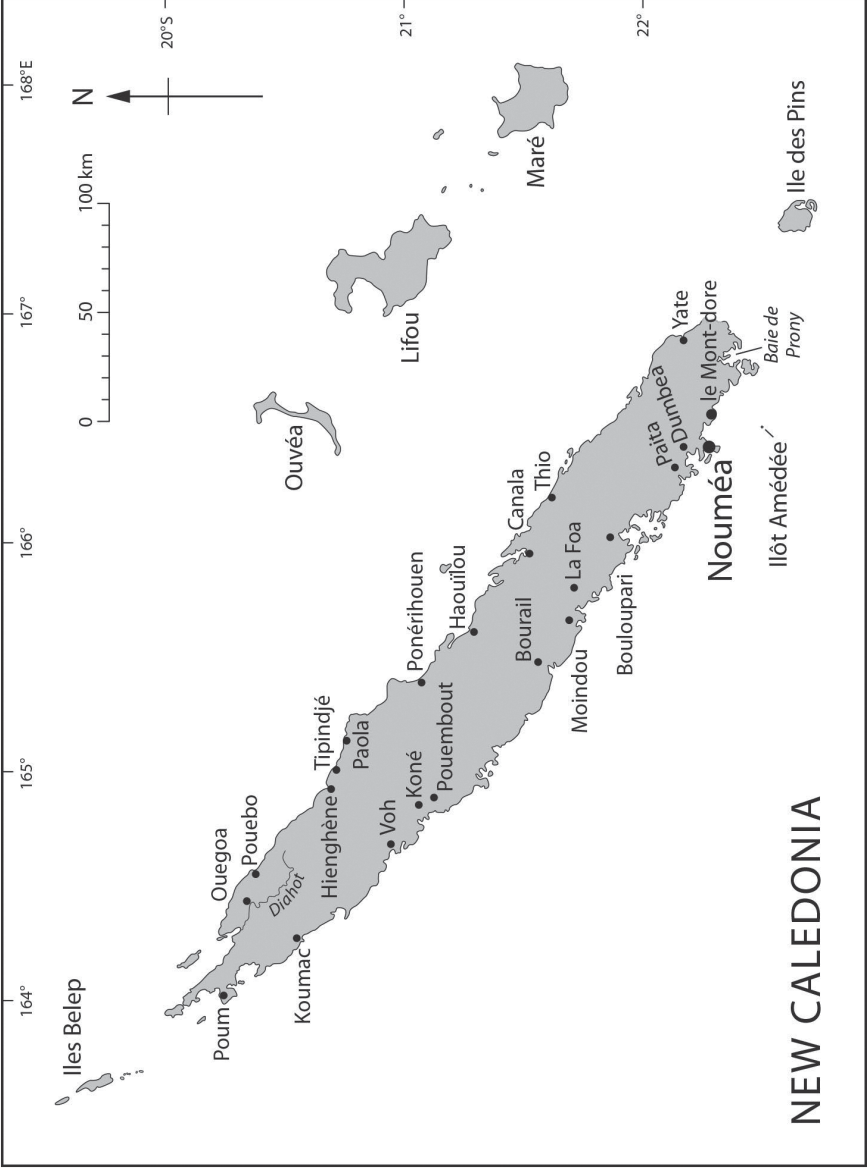 164°
165°
166°
167°
168°E
20°S
21°
22°
N
0
50
100 km
Iles Belep
Poum
Ouegoa
Pouebo
Diahot
Koumac
Hienghène
Tipindjé
Paola
Voh
Koné
Pouembout
Ponérihouen
Haouïlou
Canala
Thio
Bourail
La Foa
Moindou
Bouloupari
Ouvéa
Lifou
Maré
Paita
Dumbea
Yate
le Mont-dore
Nouméa
Baie de
Prony
Ilôt Amédée
Ile des Pins
NEW CALEDONIA